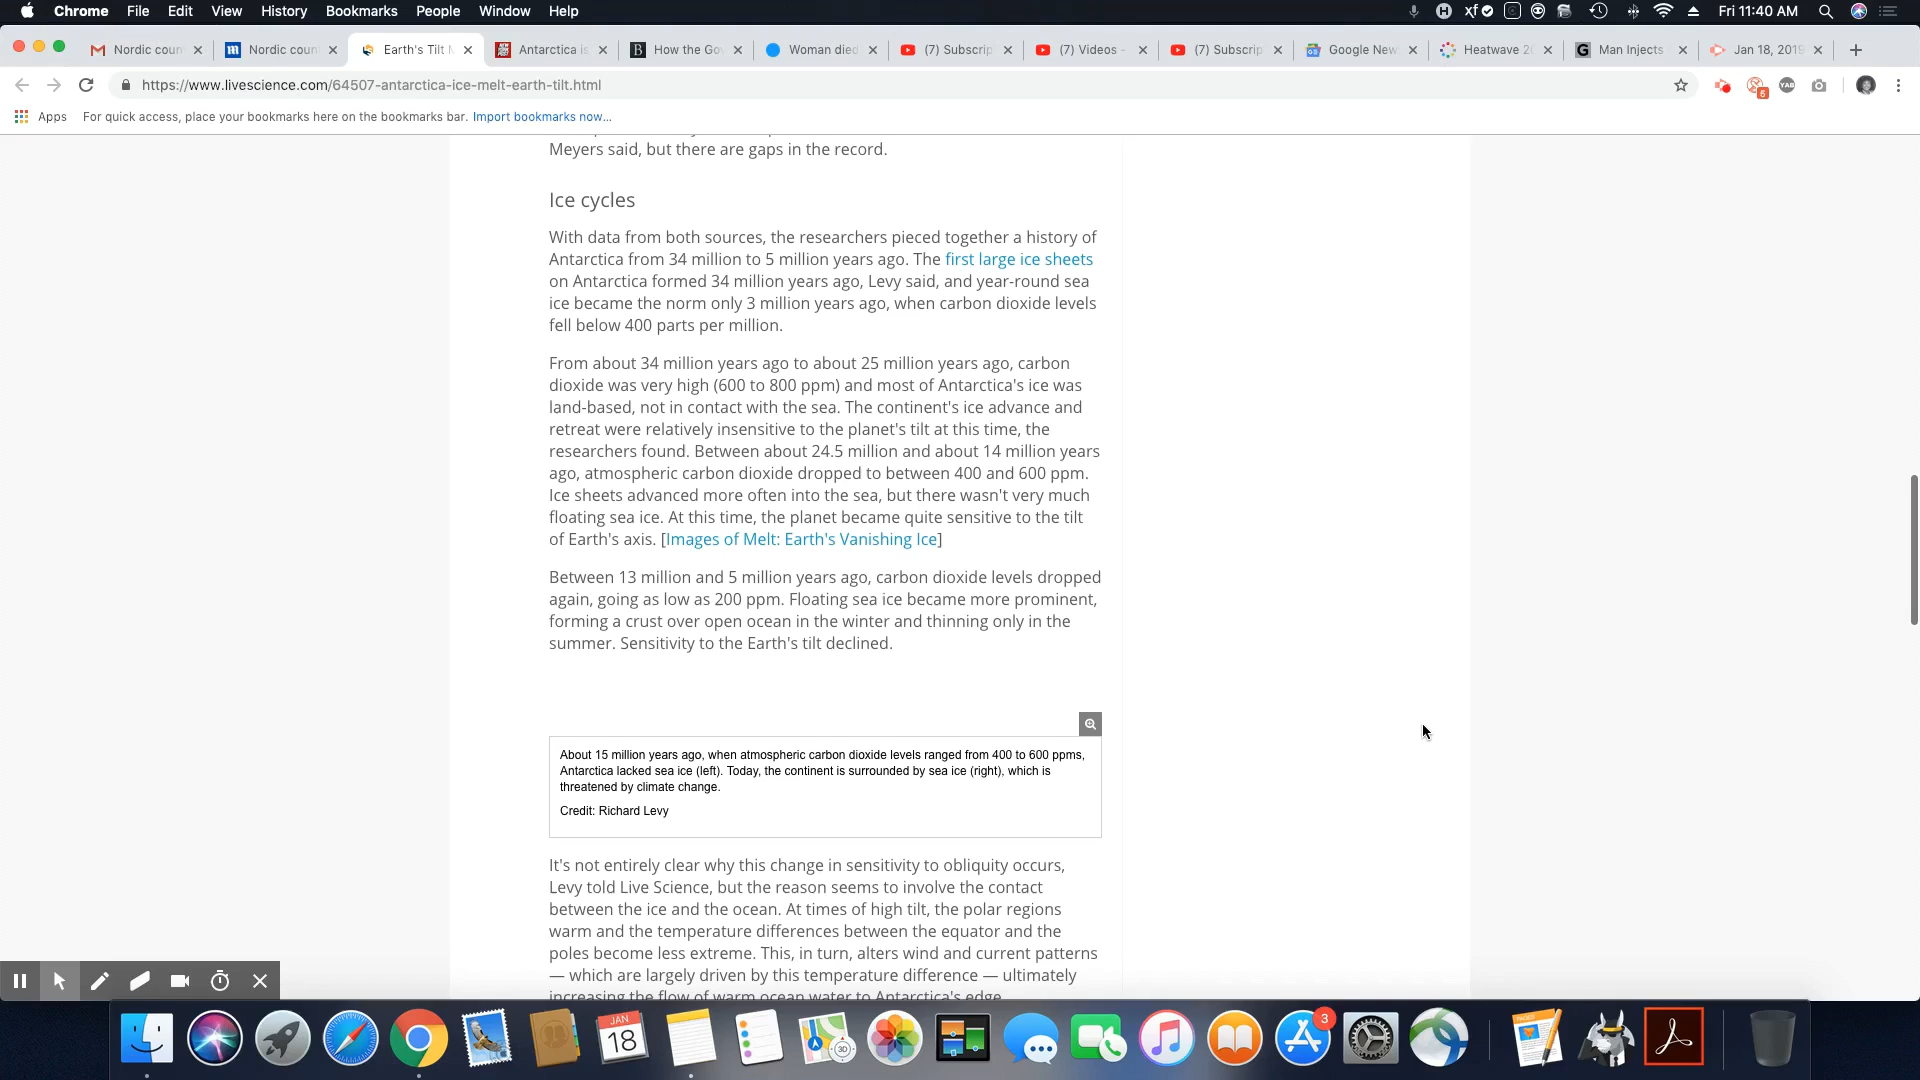 Chrome File Edit View History Bookmarks People Window Help
Fri 11:40 AM
Nordic coun
Nordic coun
Earth's Tilt M
Antarctica is
How the Gov
Woman died
(7) Subscrip
(7) Videos -
(7) Subscrip
Google New
Heatwave 20
Man Injects
Jan 18, 2019
https://www.livescience.com/64507-antarctica-ice-melt-earth-tilt.html
6
Apps For quick access, place your bookmarks here on the bookmarks bar. Import bookmarks now...
Meyers said, but there are gaps in the record.
Ice cycles
With data from both sources, the researchers pieced together a history of
Antarctica from 34 million to 5 million years ago. The first large ice sheets
on Antarctica formed 34 million years ago, Levy said, and year-round sea
ice became the norm only 3 million years ago, when carbon dioxide levels
fell below 400 parts per million.
From about 34 million years ago to about 25 million years ago, carbon
dioxide was very high (600 to 800 ppm) and most of Antarctica's ice was
land-based, not in contact with the sea. The continent's ice advance and
retreat were relatively insensitive to the planet's tilt at this time, the
researchers found. Between about 24.5 million and about 14 million years
ago, atmospheric carbon dioxide dropped to between 400 and 600 ppm.
Ice sheets advanced more often into the sea, but there wasn't very much
floating sea ice. At this time, the planet became quite sensitive to the tilt
of Earth's axis. [Images of Melt: Earth's Vanishing Ice]
Between 13 million and 5 million years ago, carbon dioxide levels dropped
again, going as low as 200 ppm. Floating sea ice became more prominent,
forming a crust over open ocean in the winter and thinning only in the
summer. Sensitivity to the Earth's tilt declined.
About 15 million years ago, when atmospheric carbon dioxide levels ranged from 400 to 600 ppms,
Antarctica lacked sea ice (left). Today, the continent is surrounded by sea ice (right), which is
threatened by climate change.
Credit: Richard Levy
It's not entirely clear why this change in sensitivity to obliquity occurs,
Levy told Live Science, but the reason seems to involve the contact
between the ice and the ocean. At times of high tilt, the polar regions
warm and the temperature differences between the equator and the
poles become less extreme. This, in turn, alters wind and current patterns
— which are largely driven by this temperature difference — ultimately
increasing the flow of warm ocean water to Antarctica's edge.
JAN
18
3D
3